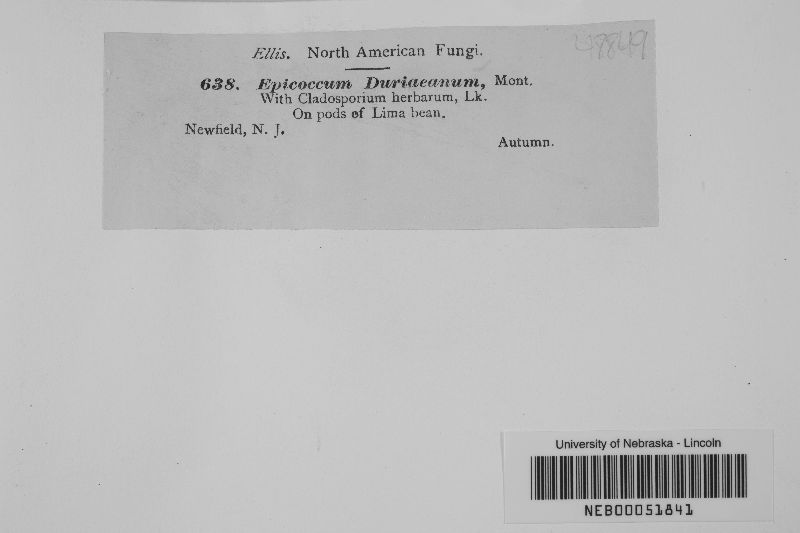 Ellis. North American Fungi.
48849
638. Epicoccum Duriaeanum, Mont.
With Cladosporium herbarum, Lk.
On pods of Lima bean.
Newfield, N. J.
Autumn.
University of Nebraska - Lincoln
NEB00051841